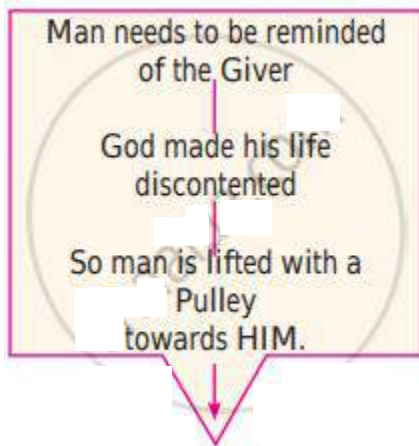 Man needs to be reminded
of the Giver
God made his life
discontented
So man is lifted with a
Pulley
towards HIM.